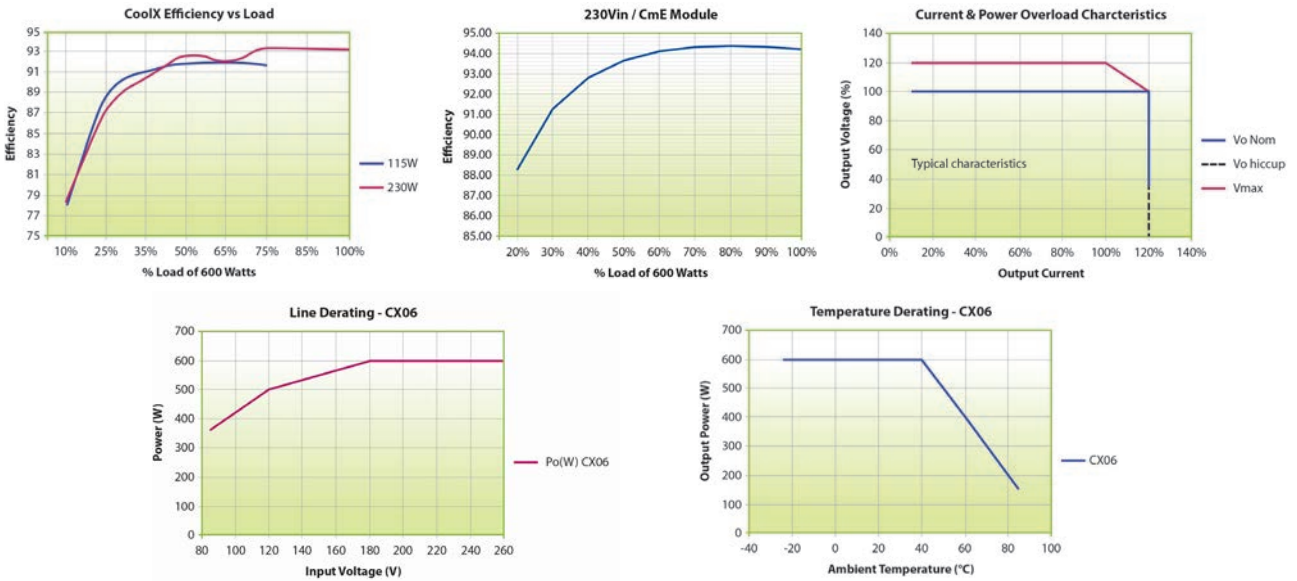 CoolX Efficiency vs Load
95
93
91
89
87
85
83
81
79
77
75
Efficiency
10% 25% 35% 45% 50% 65% 75% 85% 100%
% Load of 600 Watts
115W
230W
230Vin / CmE Module
95.00
94.00
93.00
92.00
91.00
90.00
89.00
88.00
87.00
86.00
85.00
Efficiency
20% 30% 40% 50% 60% 70% 80% 90% 100%
% Load of 600 Watts
Current & Power Overload Charcteristics
140
120
100
80
60
40
20
0
Output Voltage (%)
Typical characteristics
0% 20% 40% 60% 80% 100% 120% 140%
Output Current
Vo Nom
Vo hiccup
Vmax
Line Derating - CX06
700
600
500
400
300
200
100
0
Power (W)
80 100 120 140 160 180 200 220 240 260
Input Voltage (V)
Po(W) CX06
Temperature Derating - CX06
700
600
500
400
300
200
100
0
Output Power (W)
-40 -20 0 20 40 60 80 100
Ambient Temperature (°C)
CX06